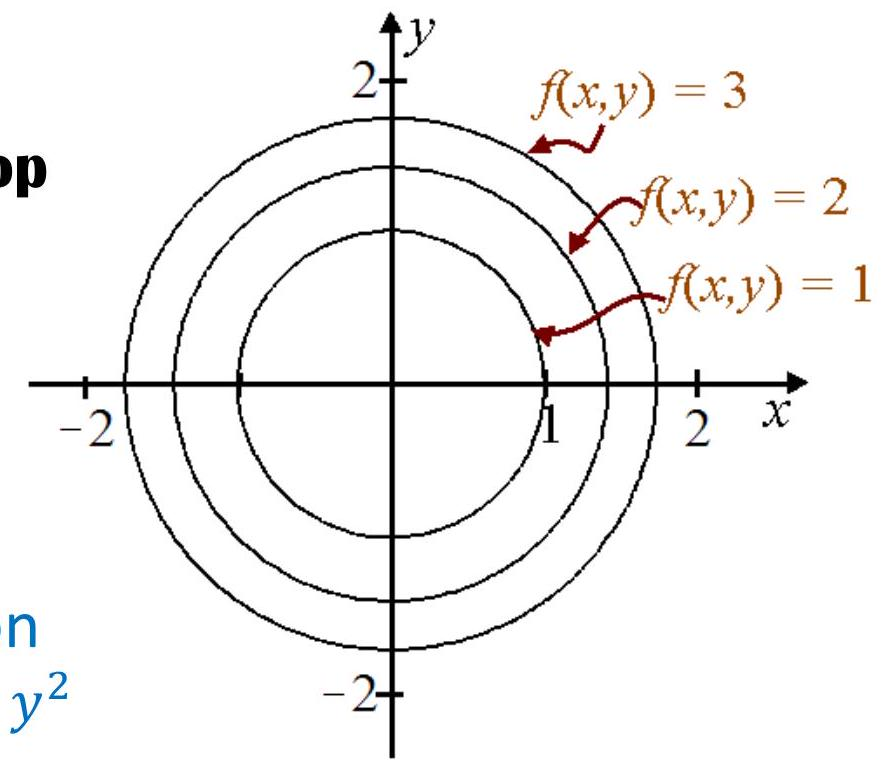 y
2
f(x,y) = 3
op
f(x,y) = 2
f(x,y) = 1
-2
1
2
x
on
y²
-2